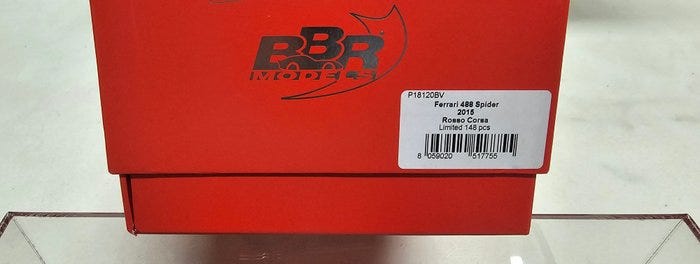 BBR
MODELS
P18120BV
Ferrari 488 Spider
2015
Rosso Corsa
Limited 148 pcs
8 059020 517755